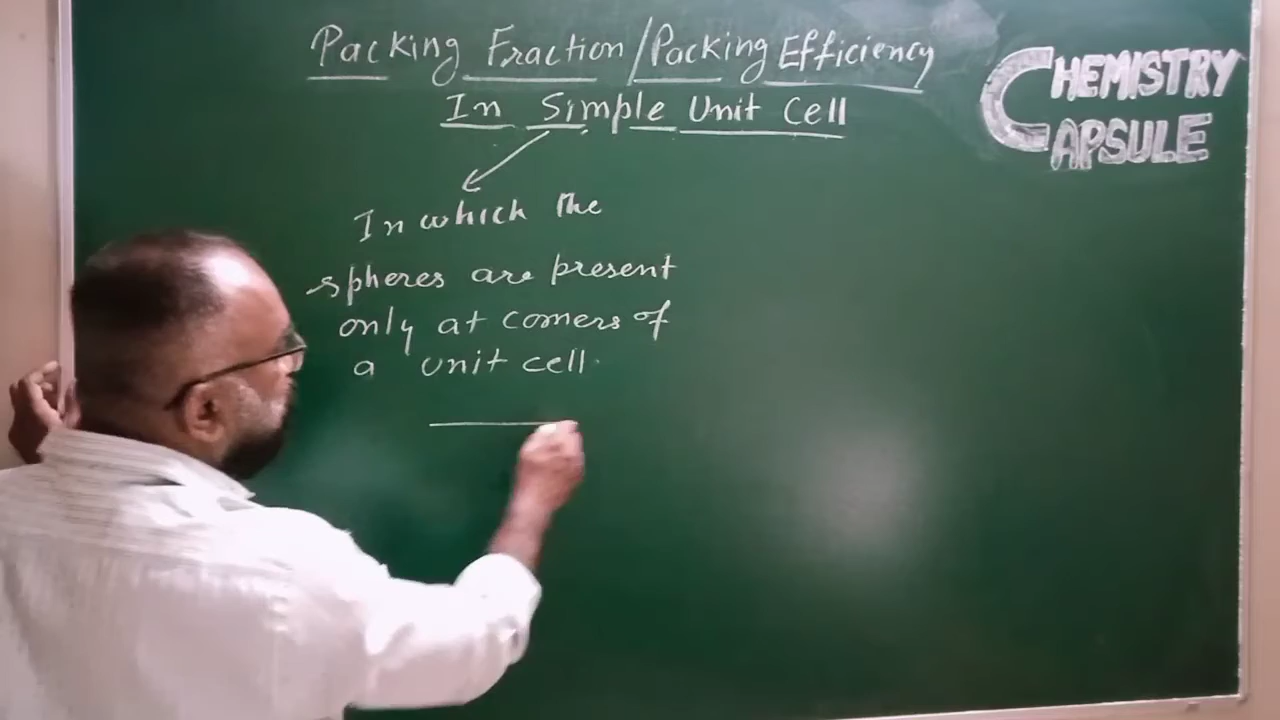 Packing Fraction/Packing Efficiency
In Simple Unit Cell
CHEMISTRY
CAPSULE
In which the
spheres are present
only at corners of
a unit cell